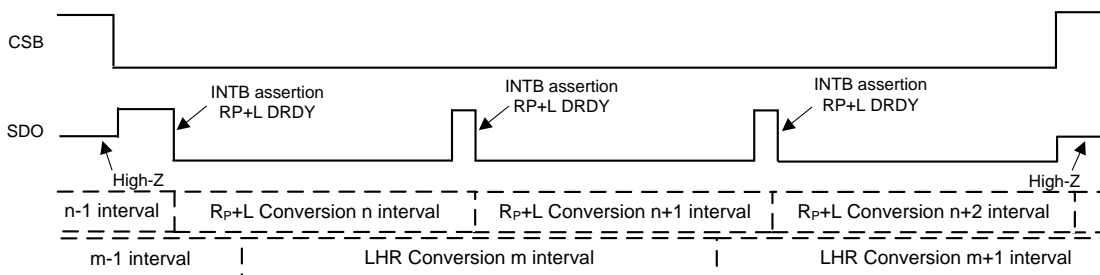 CSB
INTB assertion
RP+L DRDY
INTB assertion
RP+L DRDY
INTB assertion
RP+L DRDY
SDO
High-Z
High-Z
n-1 interval
RP+L Conversion n interval
RP+L Conversion n+1 interval
RP+L Conversion n+2 interval
m-1 interval
LHR Conversion m interval
LHR Conversion m+1 interval